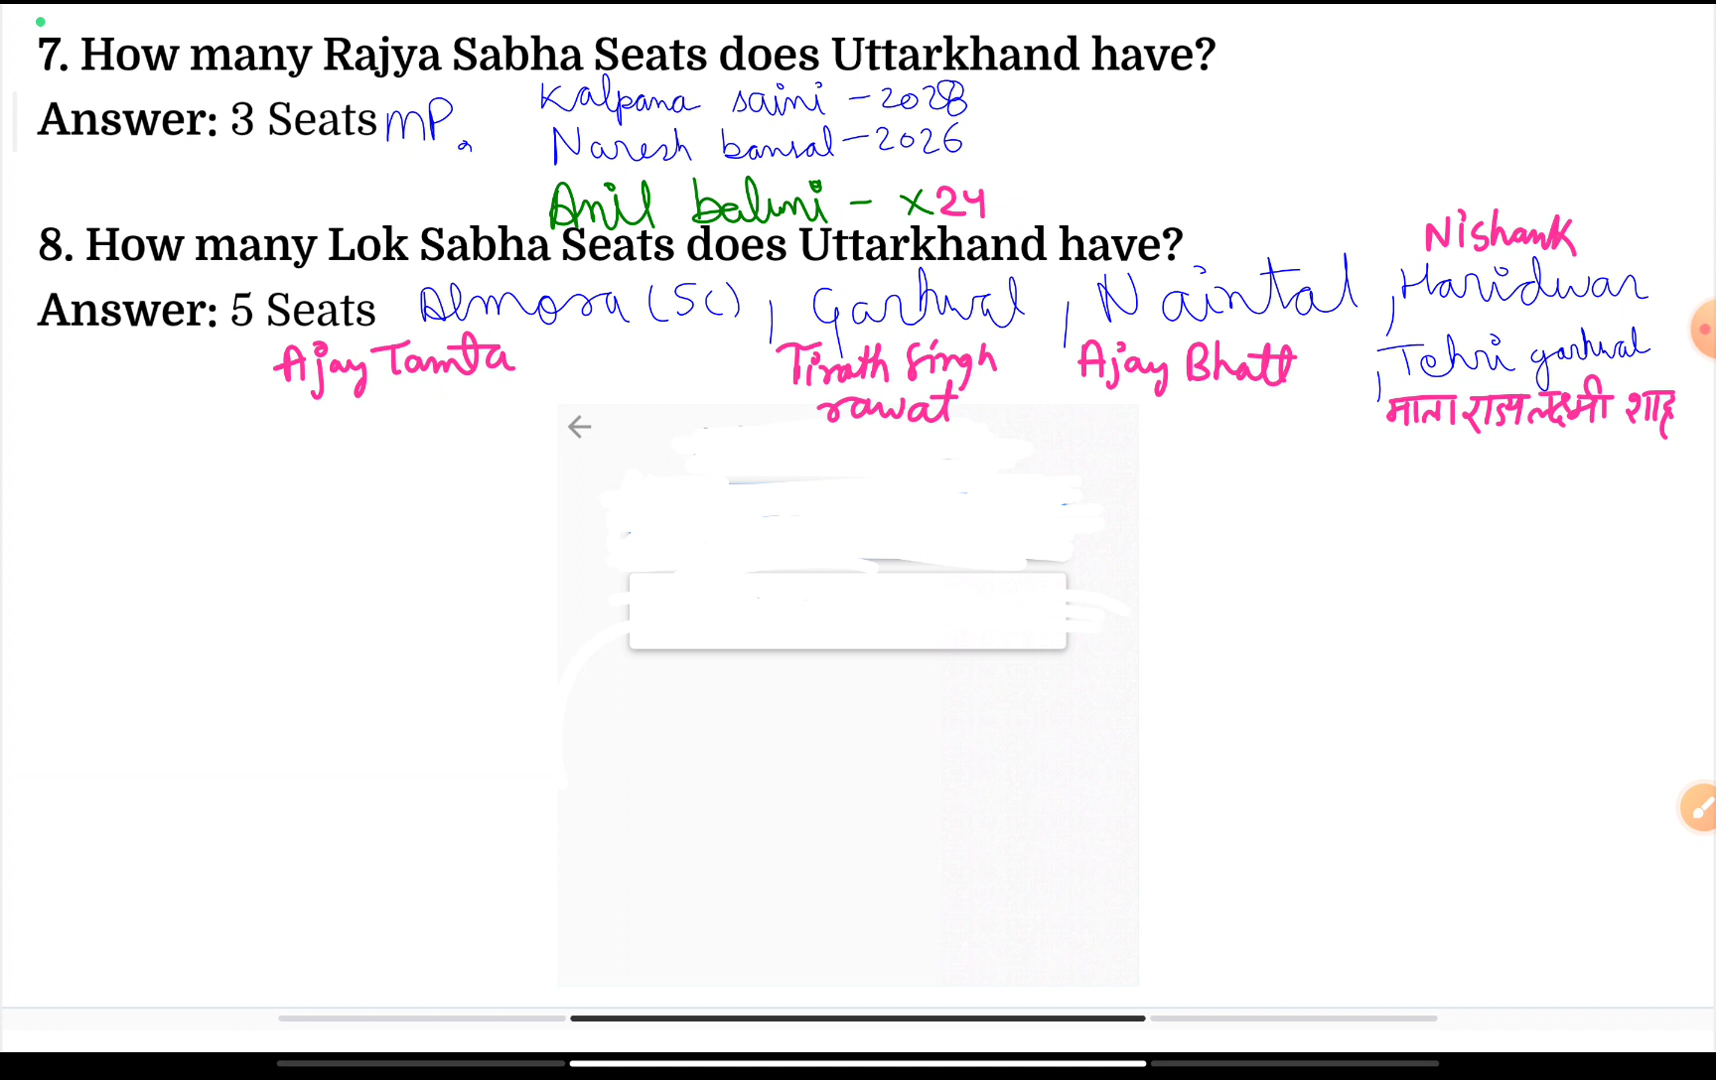 7. How many Rajya Sabha Seats does Uttarkhand have?
Answer: 3 Seats MP.
Kalpana saini - 2028
Naresh bansal - 2026
Anil baluni - x24
8. How many Lok Sabha Seats does Uttarkhand have?
Answer: 5 Seats Almora (SC), Garhwal, Naintal, Haridwar
Nishank
, Tehri garhwal
Ajay Tamta
Tirath Singh rawat
Ajay Bhatt
माला राज्य लक्ष्मी शाह